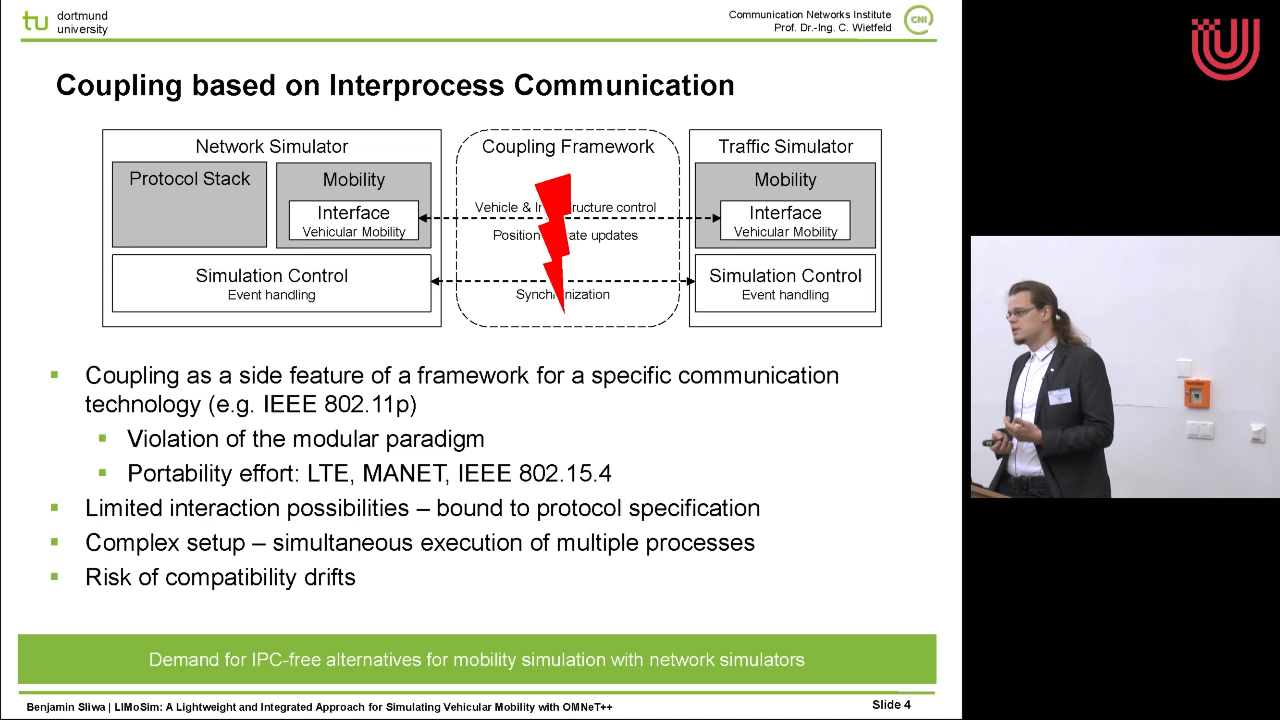 tu dortmund
university
Communication Networks Institute
Prof. Dr.-Ing. C. Wietfeld
CNI
Coupling based on Interprocess Communication
Network Simulator
Coupling Framework
Traffic Simulator
Protocol Stack
Mobility
Mobility
Interface
Vehicular Mobility
Vehicle & In ructure control
Position ate updates
Interface
Vehicular Mobility
Simulation Control
Event handling
Synch nization
Simulation Control
Event handling
▪ Coupling as a side feature of a framework for a specific communication
technology (e.g. IEEE 802.11p)
▪ Violation of the modular paradigm
▪ Portability effort: LTE, MANET, IEEE 802.15.4
▪ Limited interaction possibilities – bound to protocol specification
▪ Complex setup – simultaneous execution of multiple processes
▪ Risk of compatibility drifts
Demand for IPC-free alternatives for mobility simulation with network simulators
Benjamin Sliwa | LIMoSim: A Lightweight and Integrated Approach for Simulating Vehicular Mobility with OMNeT++
Slide 4